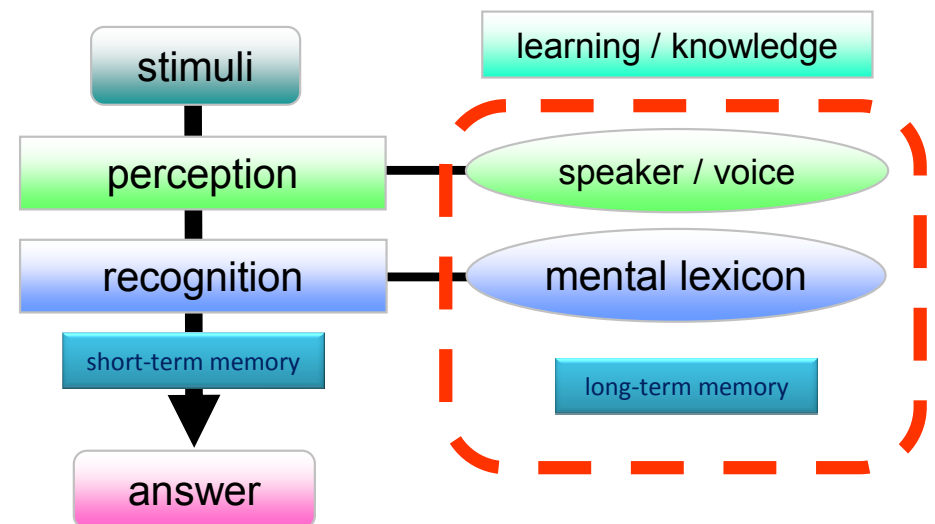 stimuli
learning / knowledge
perception
speaker / voice
recognition
mental lexicon
short-term memory
long-term memory
answer